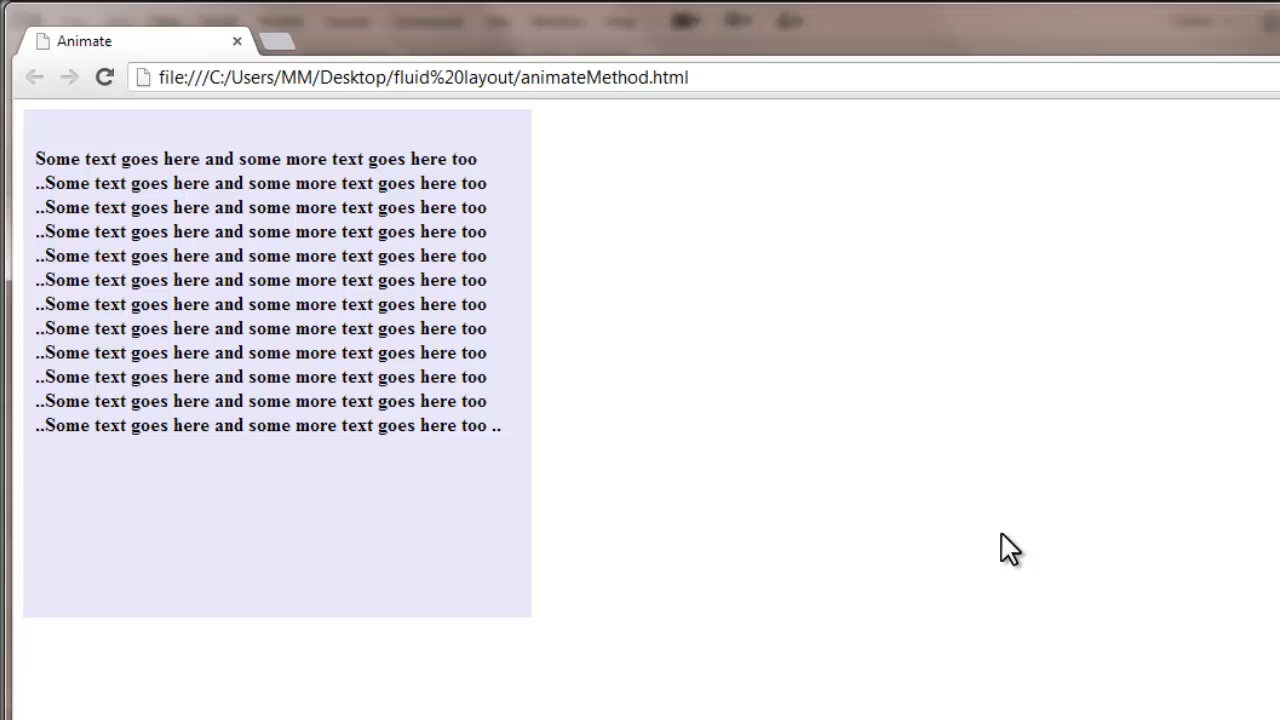 Animate
file:///C:/Users/MM/Desktop/fluid%20layout/animateMethod.html
Some text goes here and some more text goes here too
..Some text goes here and some more text goes here too
..Some text goes here and some more text goes here too
..Some text goes here and some more text goes here too
..Some text goes here and some more text goes here too
..Some text goes here and some more text goes here too
..Some text goes here and some more text goes here too
..Some text goes here and some more text goes here too
..Some text goes here and some more text goes here too
..Some text goes here and some more text goes here too
..Some text goes here and some more text goes here too
..Some text goes here and some more text goes here too ..